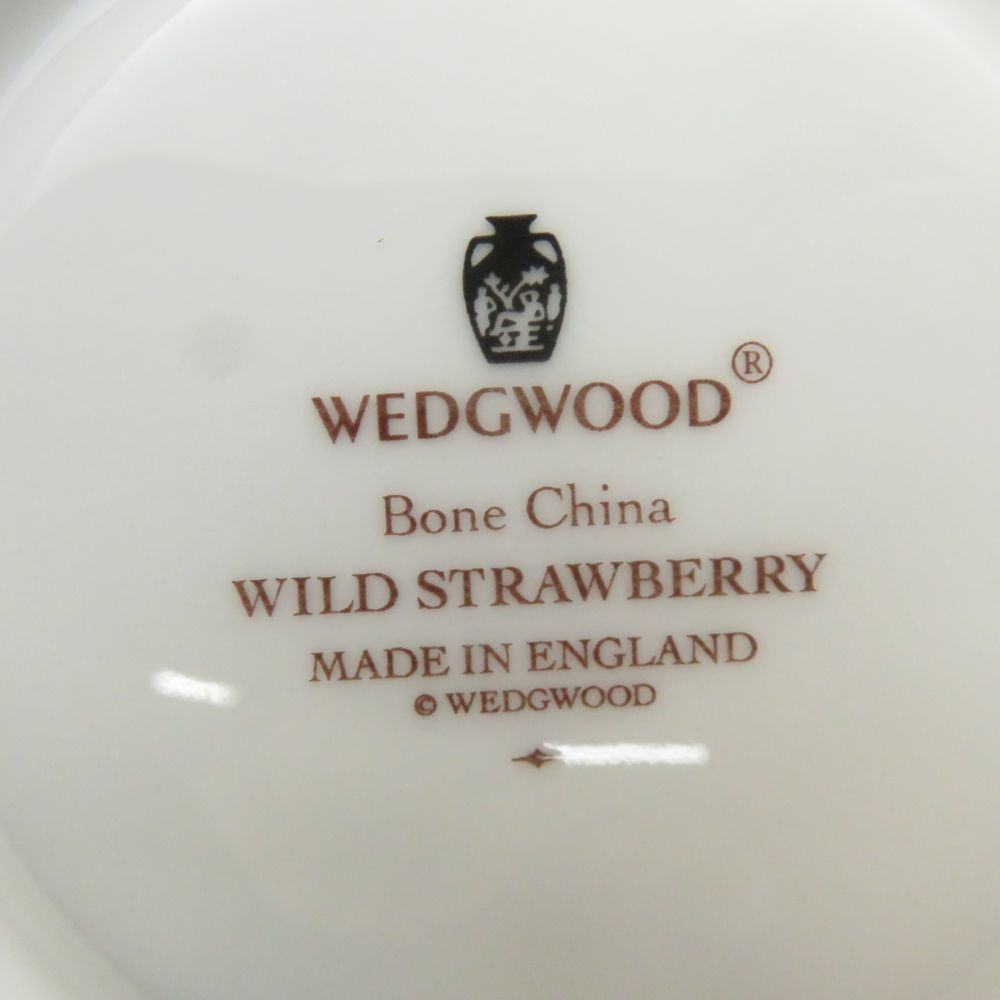 WEDGWOOD®
Bone China
WILD STRAWBERRY
MADE IN ENGLAND
© WEDGWOOD